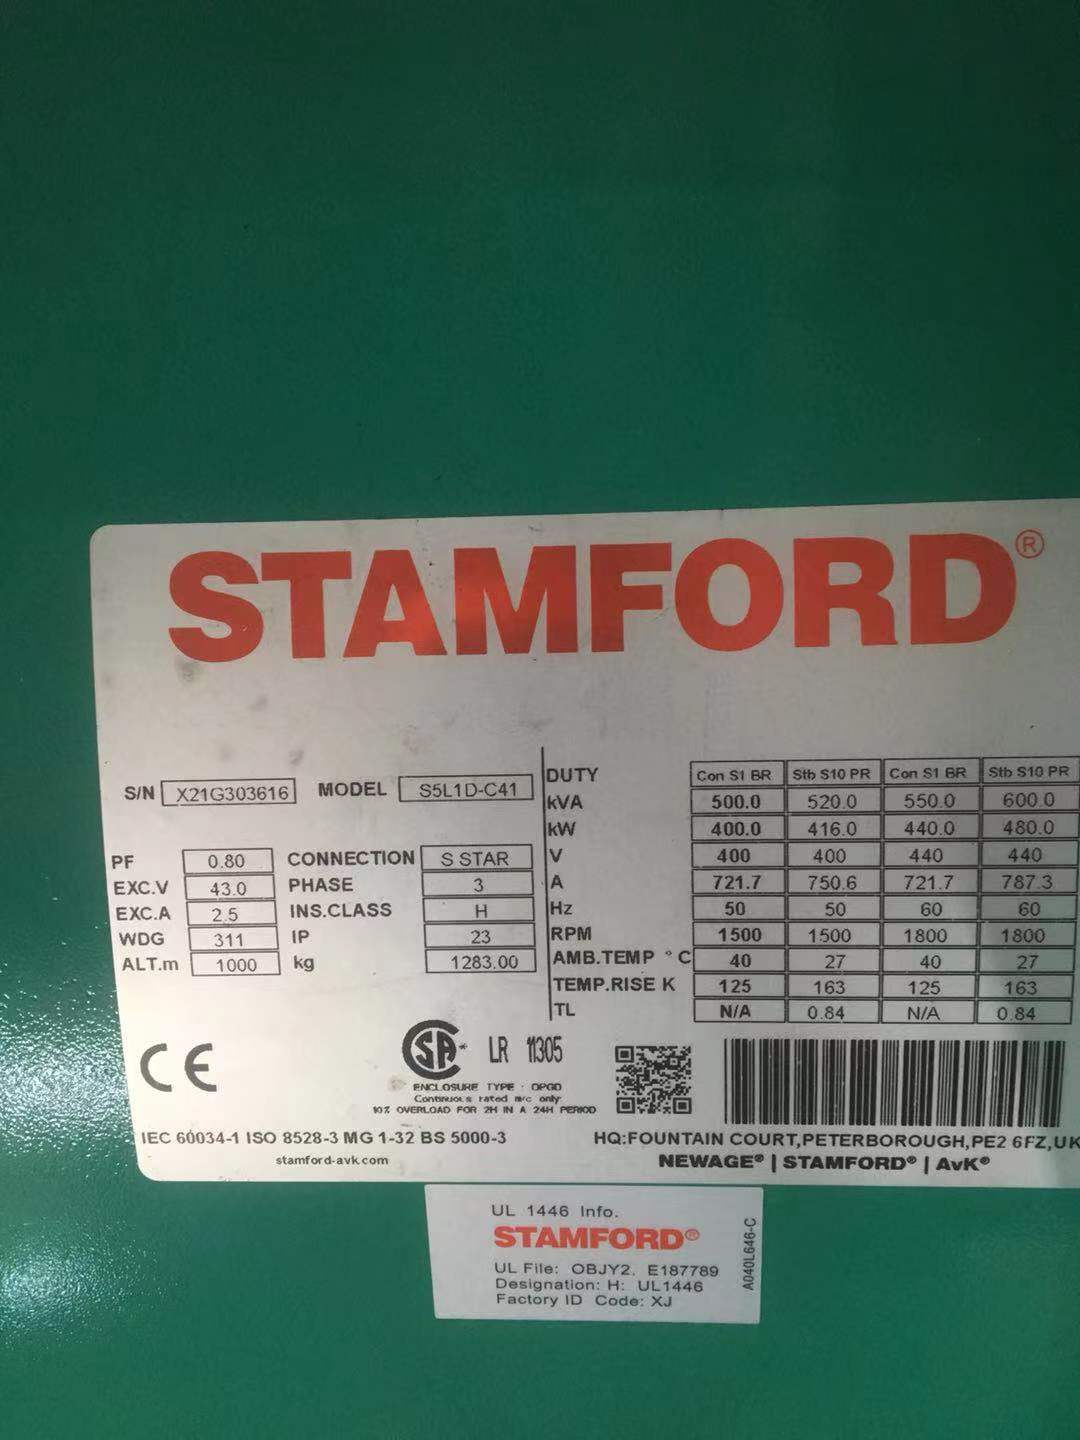 STAMFORD®
S/N X21G303616 MODEL S5L1D-C41
PF 0.80 CONNECTION S STAR
EXC.V 43.0 PHASE 3
EXC.A 2.5 INS.CLASS H
WDG 311 IP 23
ALT.m 1000 kg 1283.00
DUTY Con S1 BR Stb S10 PR Con S1 BR Stb S10 PR
kVA 500.0 520.0 550.0 600.0
kW 400.0 416.0 440.0 480.0
V 400 400 440 440
A 721.7 750.6 721.7 787.3
Hz 50 50 60 60
RPM 1500 1500 1800 1800
AMB.TEMP °C 40 27 40 27
TEMP.RISE K 125 163 125 163
TL N/A 0.84 N/A 0.84
CE
SA® LR 11305
ENCLOSURE TYPE : OPGD
Continuous rated m/c only
10% OVERLOAD FOR 2H IN A 24H PERIOD
IEC 60034-1 ISO 8528-3 MG 1-32 BS 5000-3
stamford-avk.com
HQ:FOUNTAIN COURT,PETERBOROUGH,PE2 6FZ,UK
NEWAGE® | STAMFORD® | AvK®
UL 1446 Info.
STAMFORD®
UL File: OBJY2. E187789
Designation: H: UL1446
Factory ID Code: XJ
A040L646-C